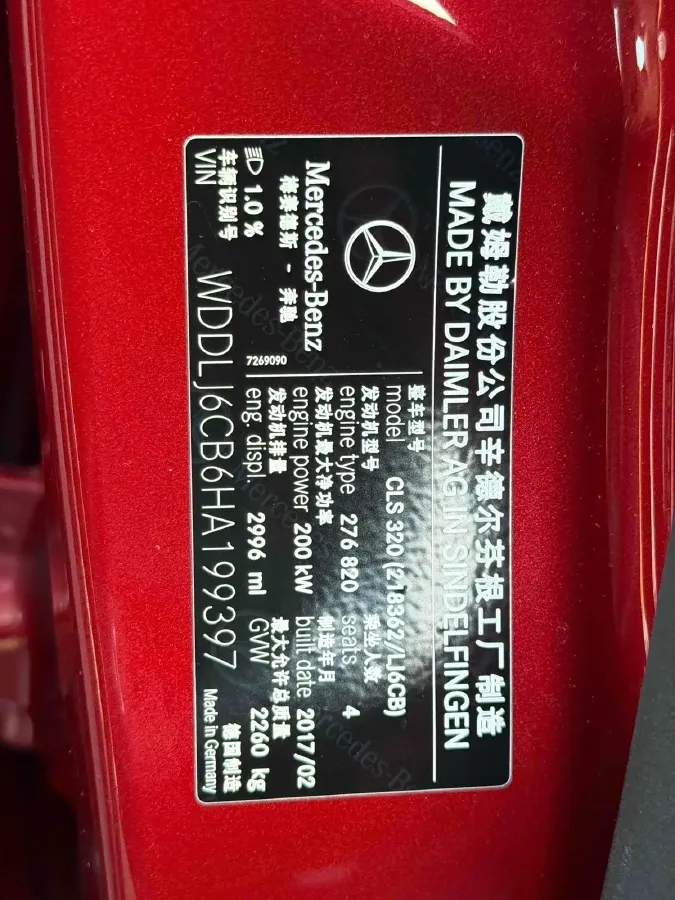 戴姆勒股份公司辛德尔芬根工厂制造
MADE BY DAIMLER AG IN SINDELFINGEN
Mercedes-Benz
梅赛德斯 - 奔驰
1.0 %
7269090
整车型号
model CLS 320 (218362/LJ6CB)
发动机型号 乘坐人数
engine type 276 820 seats 4
发动机最大净功率 制造年月
engine power 200 kW built date 2017/02
发动机排量 最大允许总质量
eng. displ. 2996 ml GVW 2260 kg
车辆识别号 德国制造
VIN WDDLJ6CB6HA199397 Made in Germany